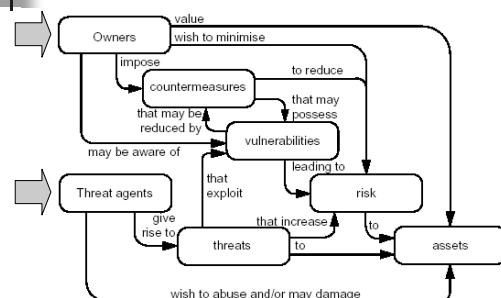 value
Owners
wish to minimise
impose
countermeasures
to reduce
that may be
reduced by
that may
possess
vulnerabilities
may be aware of
leading to
Threat agents
that
exploit
risk
give
rise to
that increase
to
threats
to
assets
wish to abuse and/or may damage